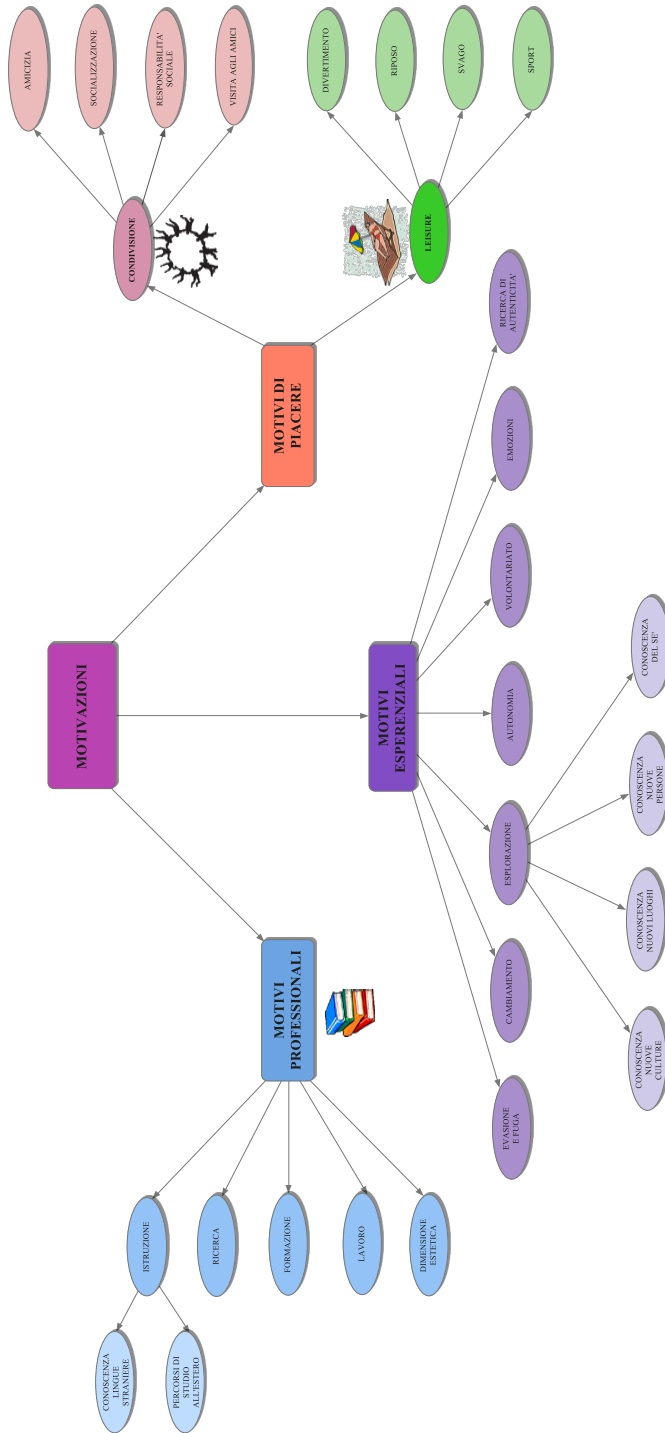 MOTIVAZIONI
MOTIVI
PROFESSIONALI
MOTIVI DI
PIACERE
MOTIVI
ESPERENZIALI
ISTRUZIONE
CONOSCENZA
LINGUE
STRANIERE
PERCORSI DI
STUDIO
ALL'ESTERO
RICERCA
FORMAZIONE
LAVORO
DIMENSIONE
ESTETICA
CONDIVISIONE
AMICIZIA
SOCIALIZZAZIONE
RESPONSABILITA'
SOCIALE
VISITA AGLI AMICI
LEISURE
DIVERTIMENTO
RIPOSO
SVAGO
SPORT
EVASIONE
E FUGA
CAMBIAMENTO
ESPLORAZIONE
AUTONOMIA
VOLONTARIATO
EMOZIONI
RICERCA DI
AUTENTICITA'
CONOSCENZA
NUOVE
CULTURE
CONOSCENZA
NUOVI LUOGHI
CONOSCENZA
NUOVE
PERSONE
CONOSCENZA
DEL SE'